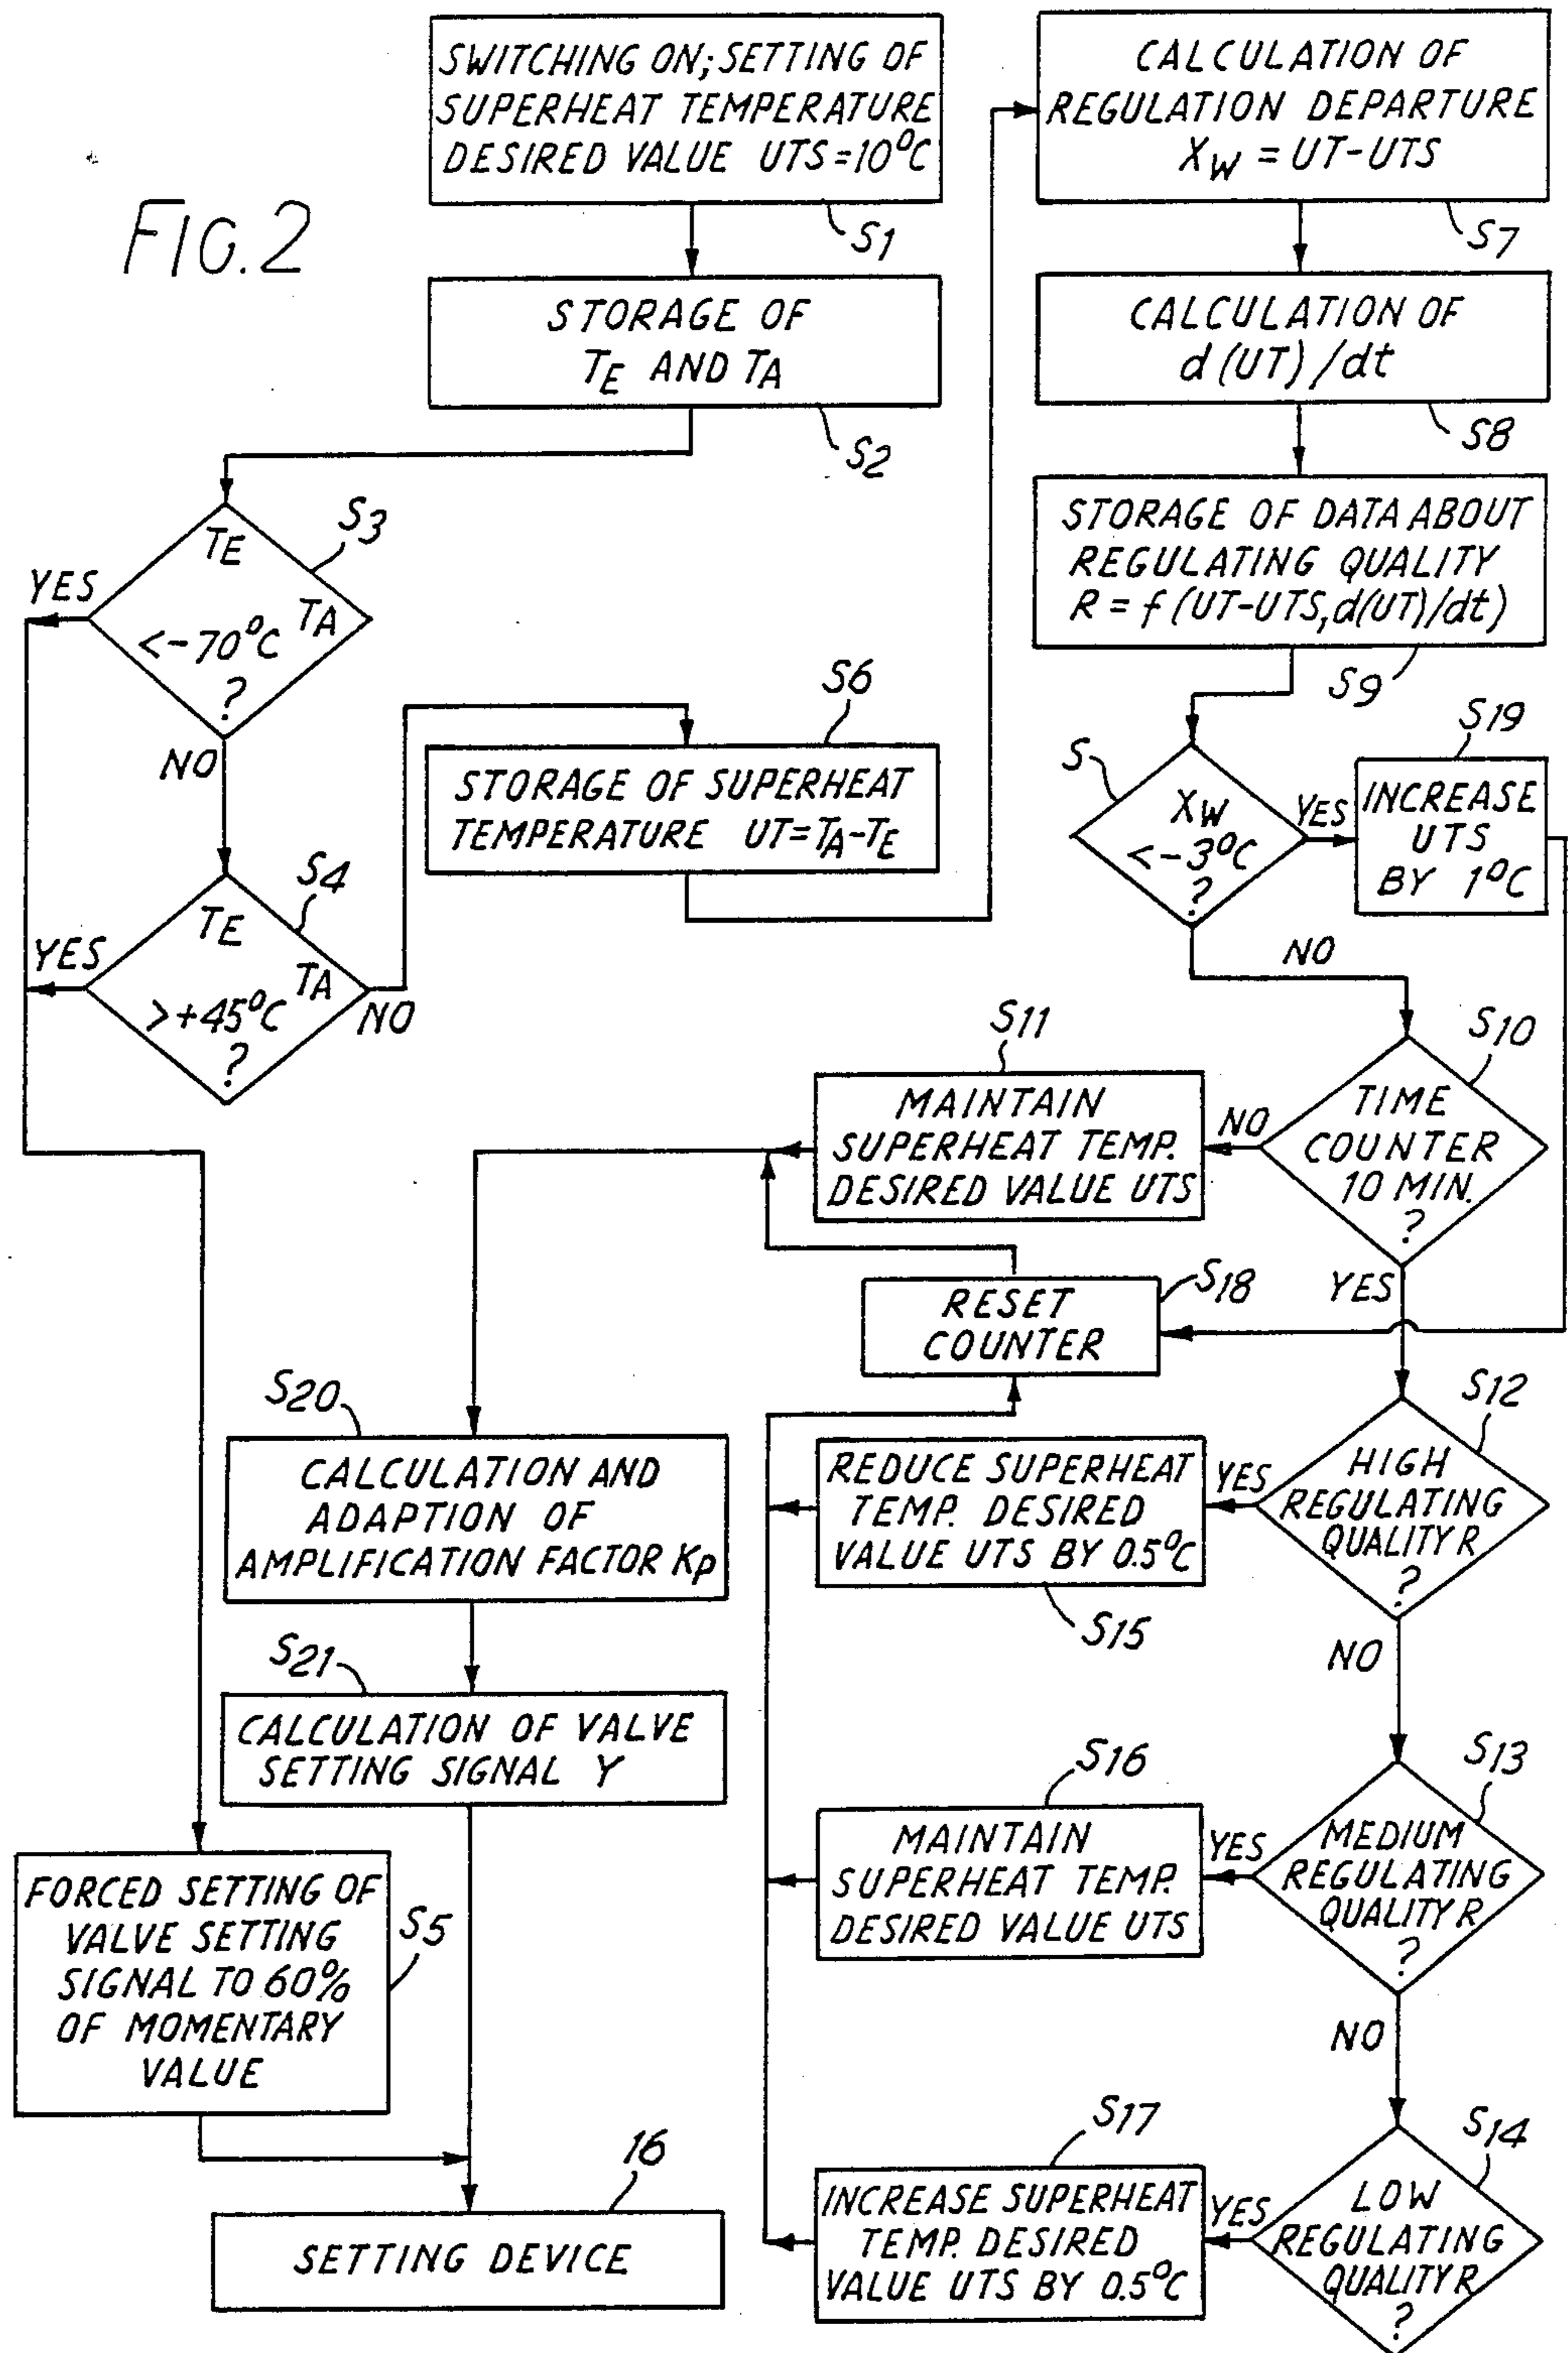 FIG.2
SWITCHING ON; SETTING OF
SUPERHEAT TEMPERATURE
DESIRED VALUE UTS=10°C
S1
STORAGE OF
TE AND TA
S2
TE
TA
<-70°C
?
S3
YES
NO
TE
TA
>+45°C
?
S4
YES
NO
S6
STORAGE OF SUPERHEAT
TEMPERATURE UT=TA-TE
CALCULATION OF
REGULATION DEPARTURE
XW = UT-UTS
S7
CALCULATION OF
d(UT)/dt
S8
STORAGE OF DATA ABOUT
REGULATING QUALITY
R = f(UT-UTS, d(UT)/dt)
S9
S
XW
<-3°C
?
YES
NO
S19
INCREASE
UTS
BY 1°C
S10
TIME
COUNTER
10 MIN.
?
NO
YES
S11
MAINTAIN
SUPERHEAT TEMP.
DESIRED VALUE UTS
S18
RESET
COUNTER
S12
HIGH
REGULATING
QUALITY R
?
YES
NO
REDUCE SUPERHEAT
TEMP. DESIRED
VALUE UTS BY 0.5°C
S15
S13
MEDIUM
REGULATING
QUALITY R
?
YES
NO
S16
MAINTAIN
SUPERHEAT TEMP.
DESIRED VALUE UTS
S14
LOW
REGULATING
QUALITY R
?
YES
S17
INCREASE SUPERHEAT
TEMP. DESIRED
VALUE UTS BY 0.5°C
S20
CALCULATION AND
ADAPTION OF
AMPLIFICATION FACTOR KP
S21
CALCULATION OF VALVE
SETTING SIGNAL Y
FORCED SETTING OF
VALVE SETTING
SIGNAL TO 60%
OF MOMENTARY
VALUE
S5
16
SETTING DEVICE